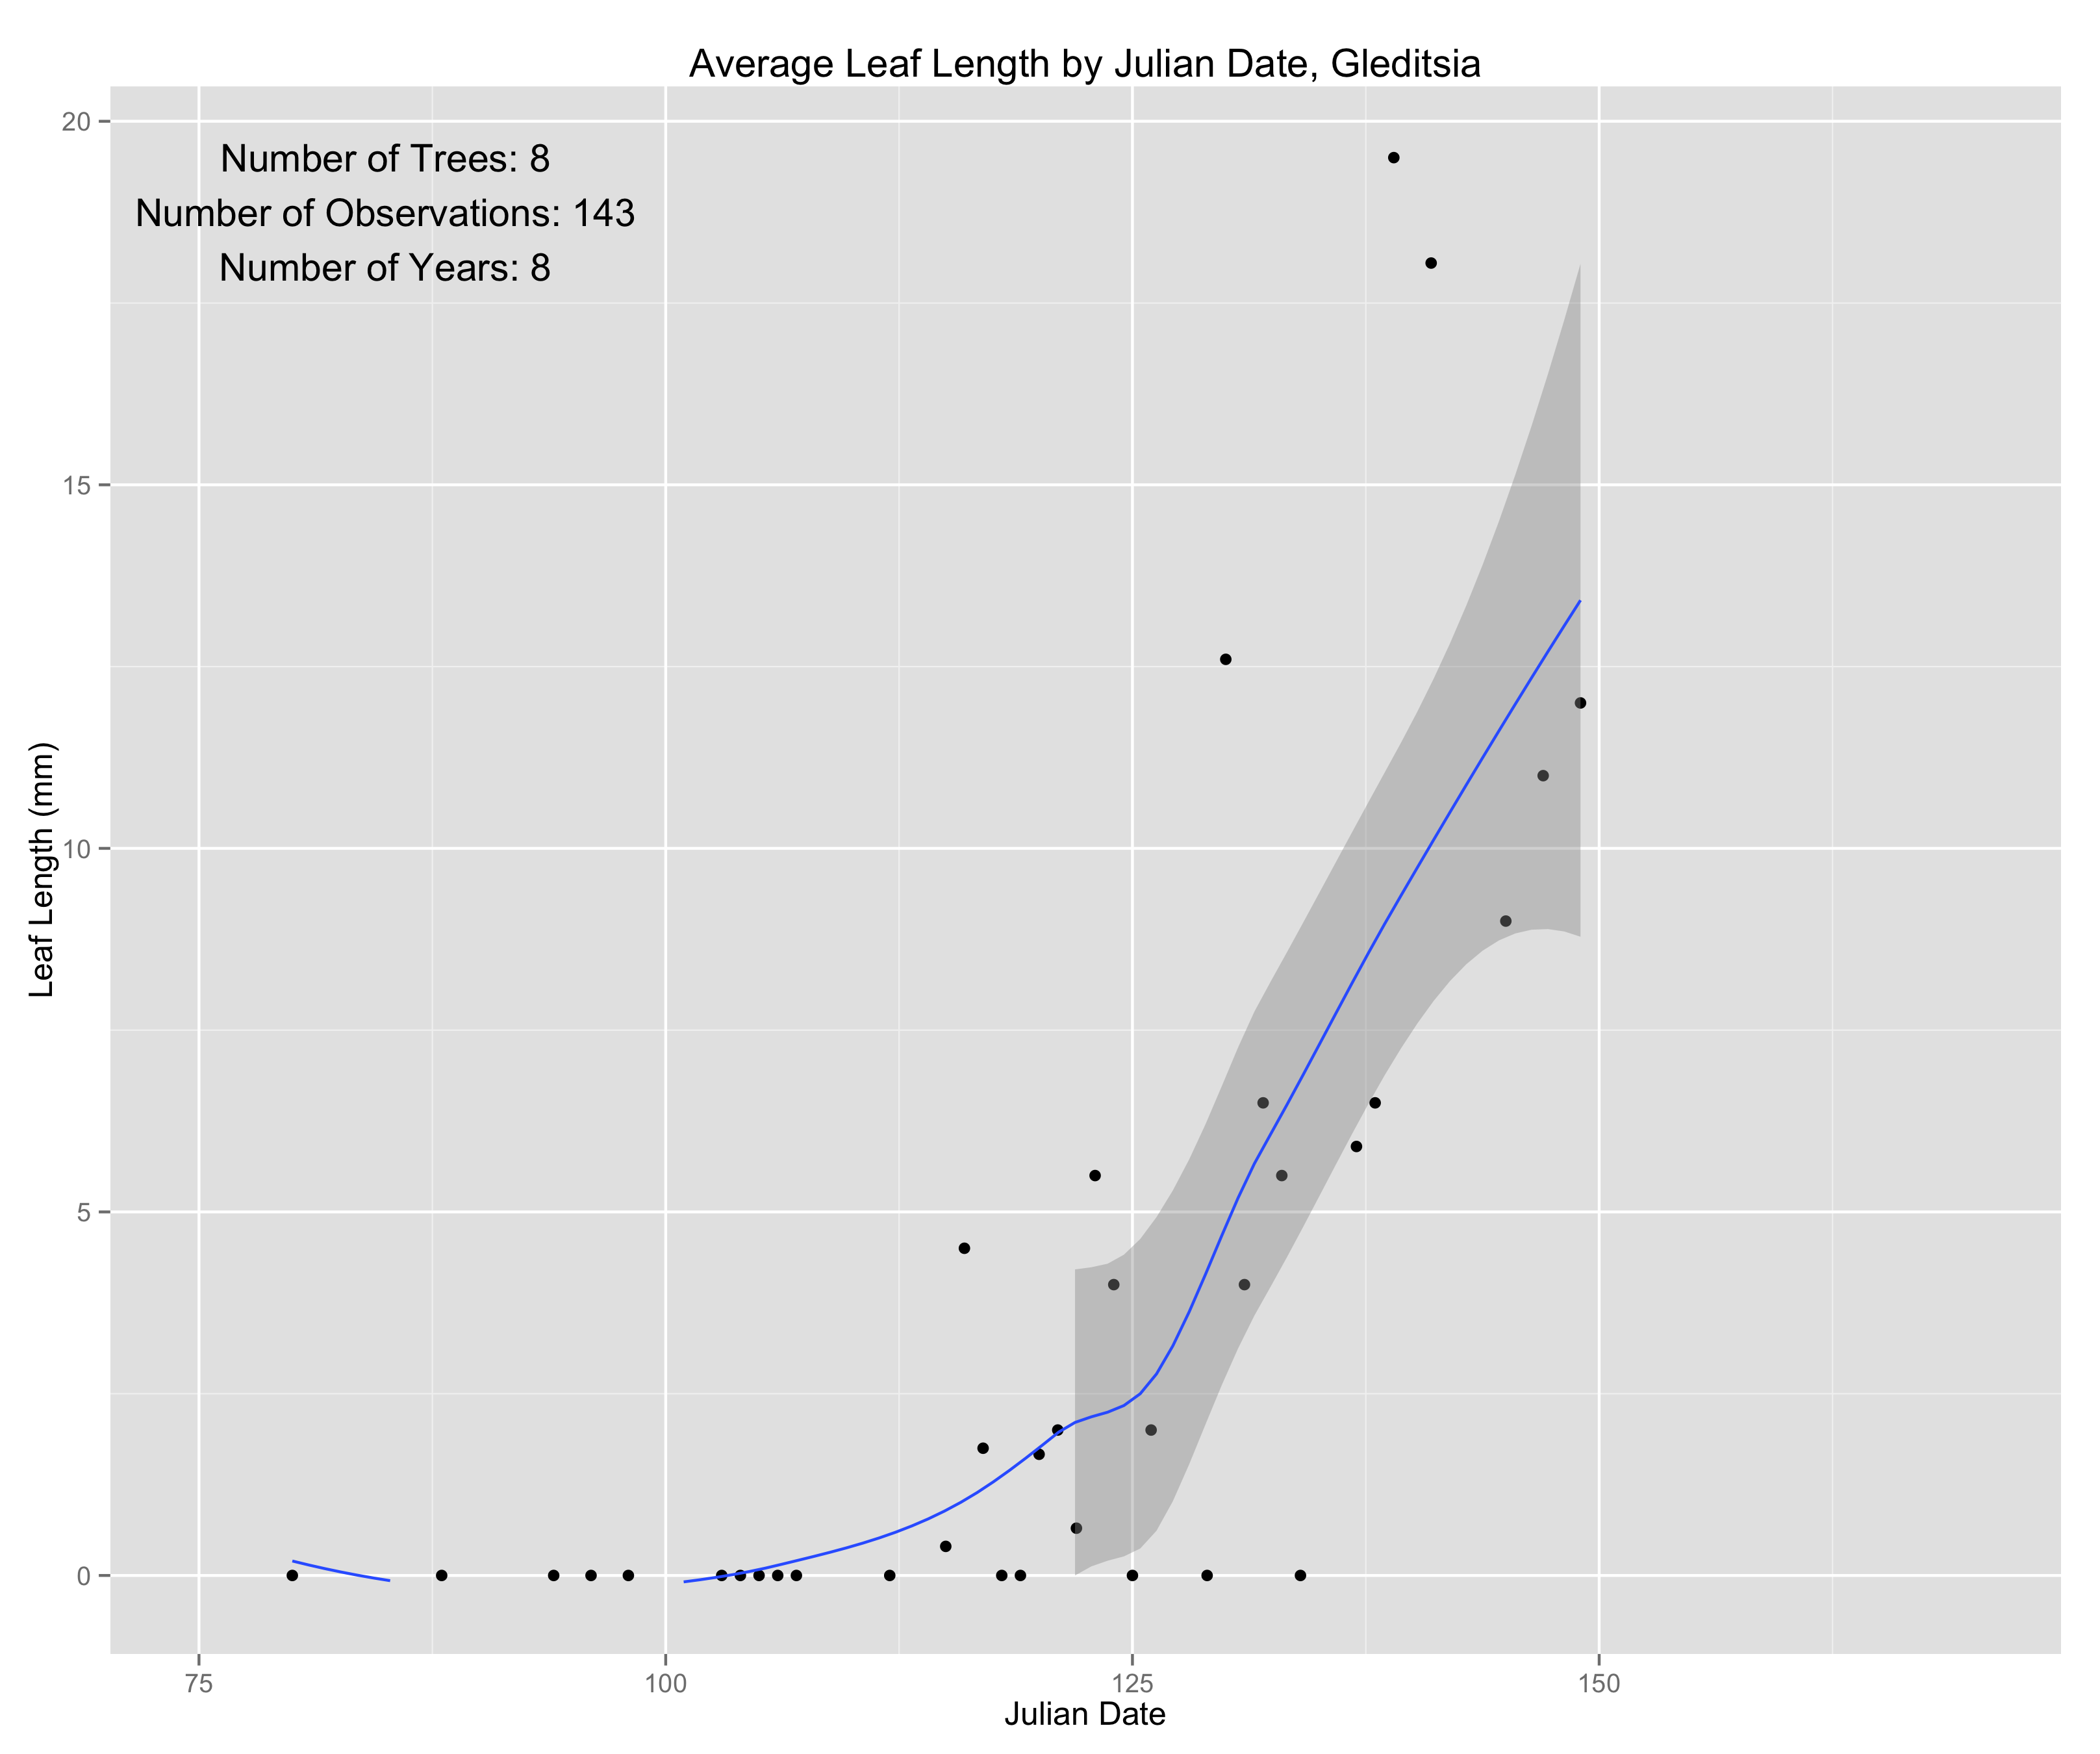 Average Leaf Length by Julian Date, Gleditsia
Number of Trees: 8
Number of Observations: 143
Number of Years: 8
Leaf Length (mm)
20
15
10
5
0
75 100 125 150
Julian Date